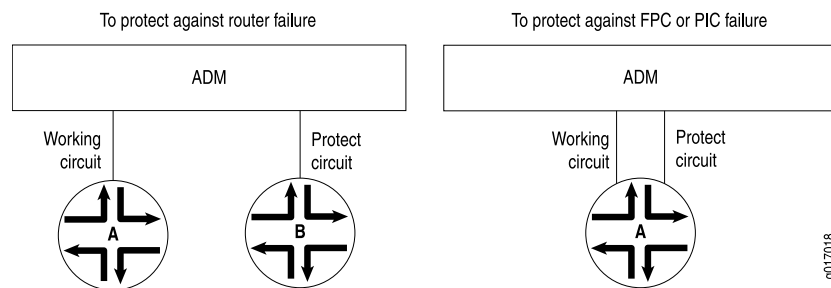 To protect against router failure
ADM
Working
circuit
Protect
circuit
A
B
To protect against FPC or PIC failure
ADM
Working
circuit
Protect
circuit
A
g017018